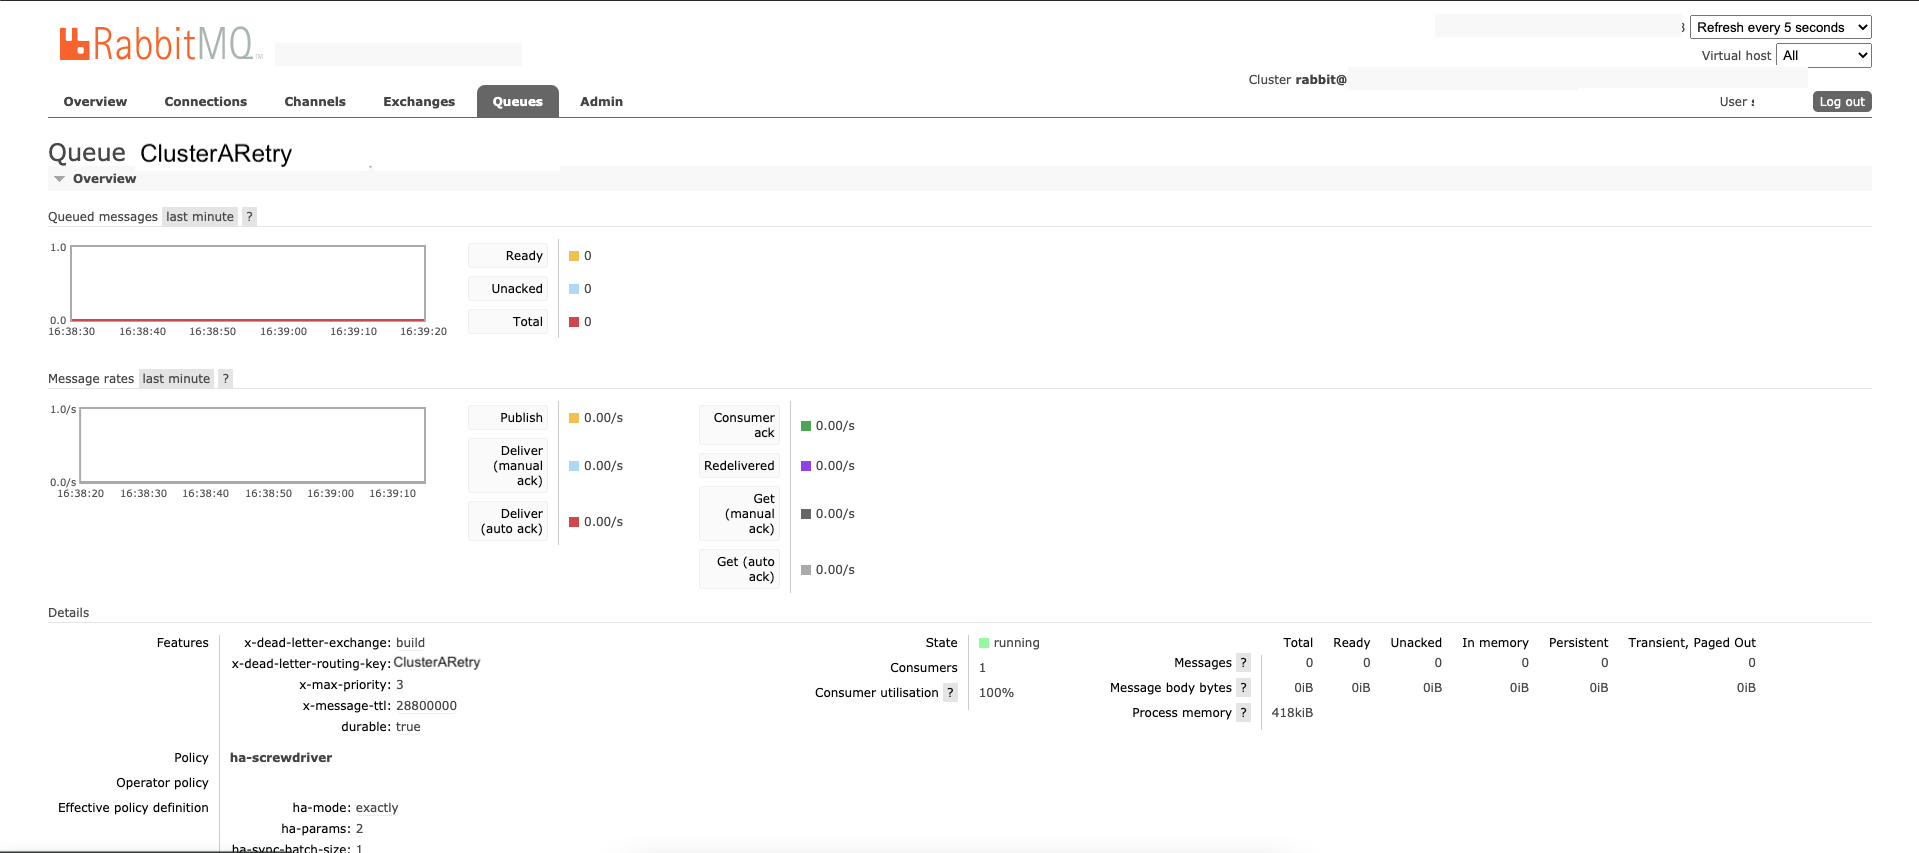 RabbitMQ TM
Refresh every 5 seconds
Virtual host All
Cluster rabbit@
Overview Connections Channels Exchanges Queues Admin
User Log out
Queue ClusterARetry
Overview
Queued messages last minute ?
1.0
0.0
16:38:30 16:38:40 16:38:50 16:39:00 16:39:10 16:39:20
Ready 0
Unacked 0
Total 0
Message rates last minute ?
1.0/s
0.0/s
16:38:20 16:38:30 16:38:40 16:38:50 16:39:00 16:39:10
Publish 0.00/s
Deliver
(manual
ack) 0.00/s
Deliver
(auto ack) 0.00/s
Consumer
ack 0.00/s
Redelivered 0.00/s
Get
(manual
ack) 0.00/s
Get (auto
ack) 0.00/s
Details
Features
x-dead-letter-exchange: build
x-dead-letter-routing-key: ClusterARetry
x-max-priority: 3
x-message-ttl: 28800000
durable: true
Policy ha-screwdriver
Operator policy
Effective policy definition
ha-mode: exactly
ha-params: 2
ha-sync-batch-size: 1
State running
Consumers 1
Consumer utilisation ? 100%
Total Ready Unacked In memory Persistent Transient, Paged Out
Messages ? 0 0 0 0 0 0
Message body bytes ? 0iB 0iB 0iB 0iB 0iB 0iB
Process memory ? 418kiB